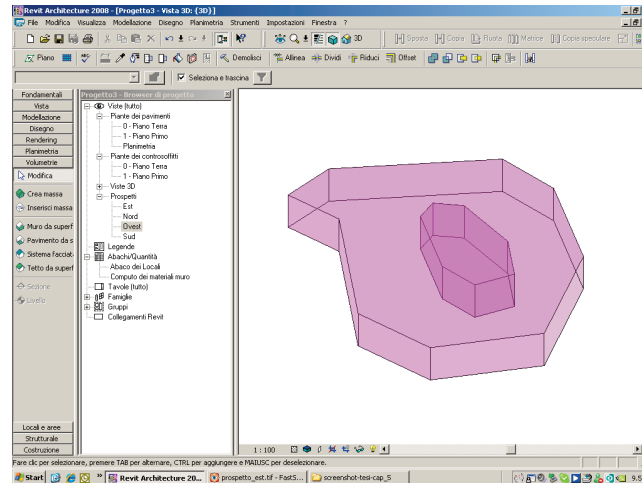 Revit Architecture 2008 - [Progetto3 - Vista 3D: {3D}]
File Modifica Visualizza Modellazione Disegno Planimetria Strumenti Impostazioni Finestra ?
3D Sposta Copia Ruota Matrice Copia speculare
Piano Demolisci Allinea Dividi Riduci Offset
Seleziona e trascina
Fondamentali
Vista
Modellazione
Disegno
Rendering
Planimetria
Volumetrie
Modifica
Crea massa
Inserisci massa
Muro da superf
Pavimento da s
Sistema facciat
Tetto da superf
Sezione
Livello
Locali e aree
Strutturale
Costruzione
Progetto3 - Browser di progetto
Viste (tutto)
Piante dei pavimenti
0 - Piano Terra
1 - Piano Primo
Planimetria
Piante dei controsoffitti
0 - Piano Terra
1 - Piano Primo
Viste 3D
Prospetti
Est
Nord
Ovest
Sud
Legende
Abachi/Quantità
Abaco dei Locali
Computo dei materiali muro
Tavole (tutto)
Famiglie
Gruppi
Collegamenti Revit
1 : 100
Fare clic per selezionare, premere TAB per alternare, CTRL per aggiungere e MAIUSC per deselezionare.
Start Revit Architecture 20... prospetto_est.tif - FastS... screenshot-tesi-cap_5